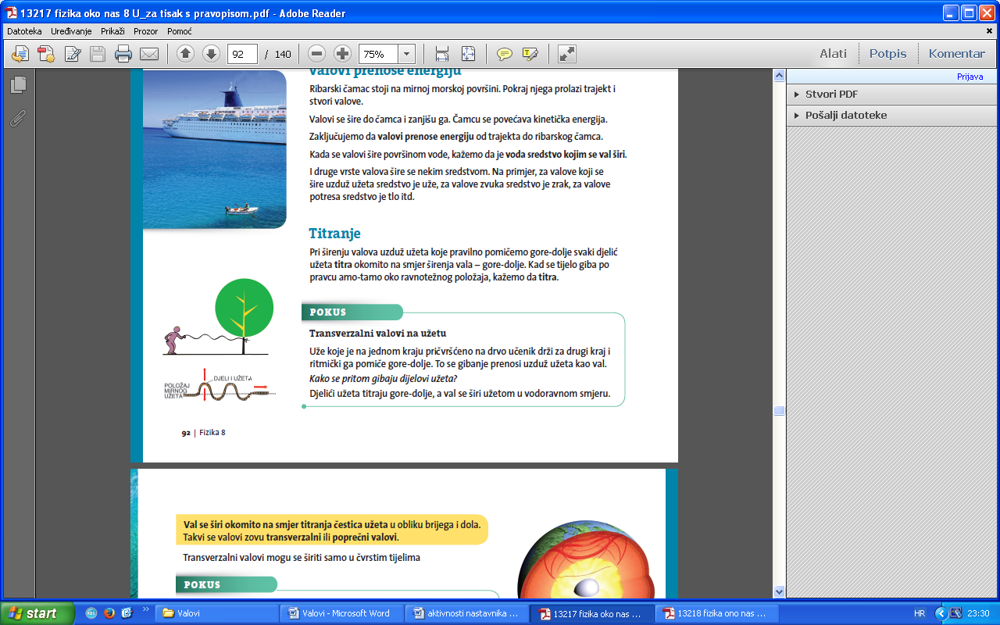 13217 fizika oko nas 8 U_za tisak s pravopisom.pdf - Adobe Reader
Datoteka Uređivanje Prikaži Prozor Pomoć
92 / 140 75% Alati Potpis Komentar
Prijava
Stvori PDF
Pošalji datoteke
Valovi prenose energiju
Ribarski čamac stoji na mirnoj morskoj površini. Pokraj njega prolazi trajekt i
stvori valove.
Valovi se šire do čamca i zanjišu ga. Čamcu se povećava kinetička energija.
Zaključujemo da valovi prenose energiju od trajekta do ribarskog čamca.
Kada se valovi šire površinom vode, kažemo da je voda sredstvo kojim se val širi.
I druge vrste valova šire se nekim sredstvom. Na primjer, za valove koji se
šire uzduž užeta sredstvo je uže, za valove zvuka sredstvo je zrak, za valove
potresa sredstvo je tlo itd.
Titranje
Pri širenju valova uzduž užeta koje pravilno pomičemo gore-dolje svaki djelić
užeta titra okomito na smjer širenja vala – gore-dolje. Kad se tijelo giba po
pravcu amo-tamo oko ravnotežnog položaja, kažemo da titra.
POKUS
Transverzalni valovi na užetu
Uže koje je na jednom kraju pričvršćeno na drvo učenik drži za drugi kraj i
ritmički ga pomiče gore-dolje. To se gibanje prenosi uzduž užeta kao val.
Kako se pritom gibaju dijelovi užeta?
Djelići užeta titraju gore-dolje, a val se širi užetom u vodoravnom smjeru.
DJELI I UŽETA
POLOŽAJ
MIRNOG
UŽETA
92 | Fizika 8
Val se širi okomito na smjer titranja čestica užeta u obliku brijega i dola.
Takvi se valovi zovu transverzalni ili poprečni valovi.
Transverzalni valovi mogu se širiti samo u čvrstim tijelima
POKUS
start Valovi Valovi - Microsoft Word aktivnosti nastavnika ... 13217 fizika oko nas ... 13218 fizika ono nas ... HR 23:30